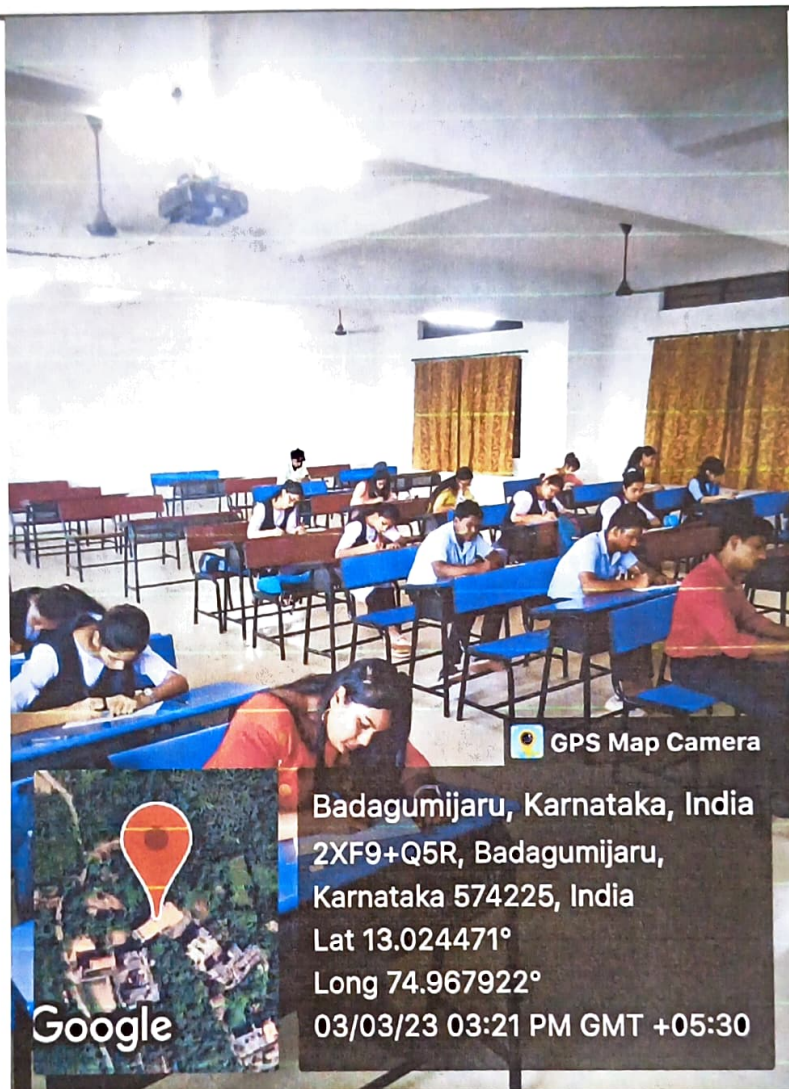 GPS Map Camera
Badagumijaru, Karnataka, India
2XF9+Q5R, Badagumijaru,
Karnataka 574225, India
Lat 13.024471°
Long 74.967922°
03/03/23 03:21 PM GMT +05:30
Google